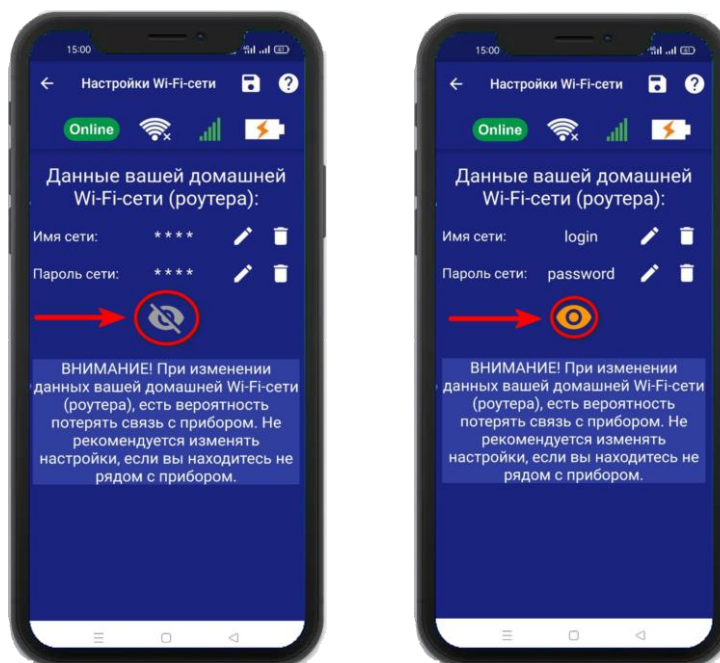 15:00
Настройки Wi-Fi-сети
Online
Данные вашей домашней
Wi-Fi-сети (роутера):
Имя сети: ****
Пароль сети: ****
ВНИМАНИЕ! При изменении
данных вашей домашней Wi-Fi-сети
(роутера), есть вероятность
потерять связь с прибором. Не
рекомендуется изменять
настройки, если вы находитесь не
рядом с прибором.
15:00
Настройки Wi-Fi-сети
Online
Данные вашей домашней
Wi-Fi-сети (роутера):
Имя сети: login
Пароль сети: password
ВНИМАНИЕ! При изменении
данных вашей домашней Wi-Fi-сети
(роутера), есть вероятность
потерять связь с прибором. Не
рекомендуется изменять
настройки, если вы находитесь не
рядом с прибором.